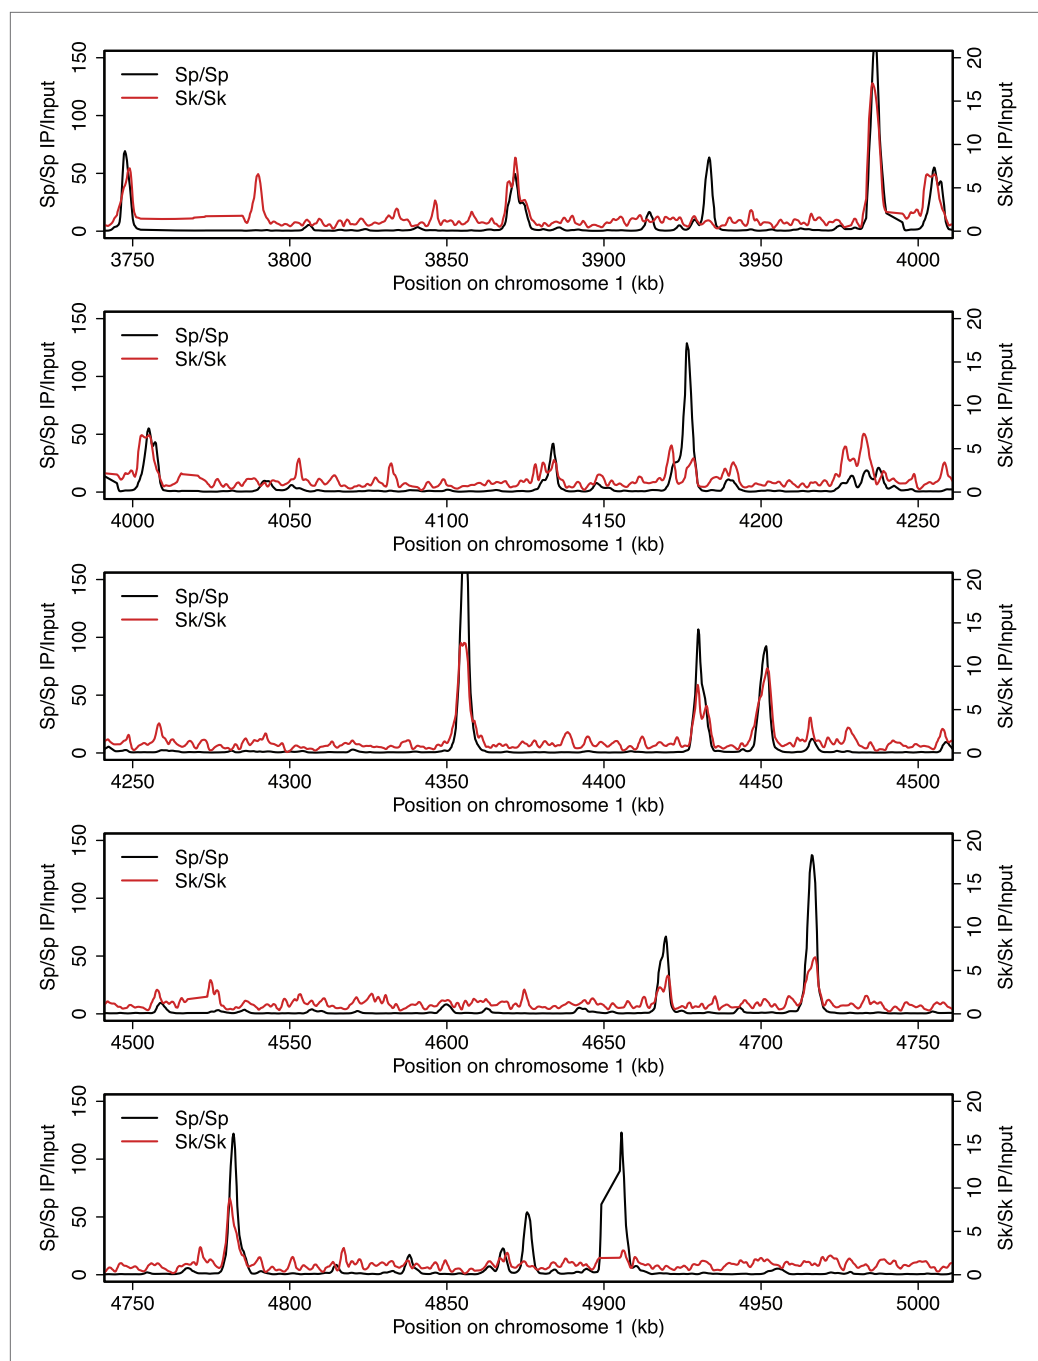 Sp/Sp IP/Input
0 50 100 150
Sp/Sp
Sk/Sk
0 5 10 15 20
Sk/Sk IP/Input
3750 3800 3850 3900 3950 4000
Position on chromosome 1 (kb)
Sp/Sp IP/Input
0 50 100 150
Sp/Sp
Sk/Sk
0 5 10 15 20
Sk/Sk IP/Input
4000 4050 4100 4150 4200 4250
Position on chromosome 1 (kb)
Sp/Sp IP/Input
0 50 100 150
Sp/Sp
Sk/Sk
0 5 10 15 20
Sk/Sk IP/Input
4250 4300 4350 4400 4450 4500
Position on chromosome 1 (kb)
Sp/Sp IP/Input
0 50 100 150
Sp/Sp
Sk/Sk
0 5 10 15 20
Sk/Sk IP/Input
4500 4550 4600 4650 4700 4750
Position on chromosome 1 (kb)
Sp/Sp IP/Input
0 50 100 150
Sp/Sp
Sk/Sk
0 5 10 15 20
Sk/Sk IP/Input
4750 4800 4850 4900 4950 5000
Position on chromosome 1 (kb)